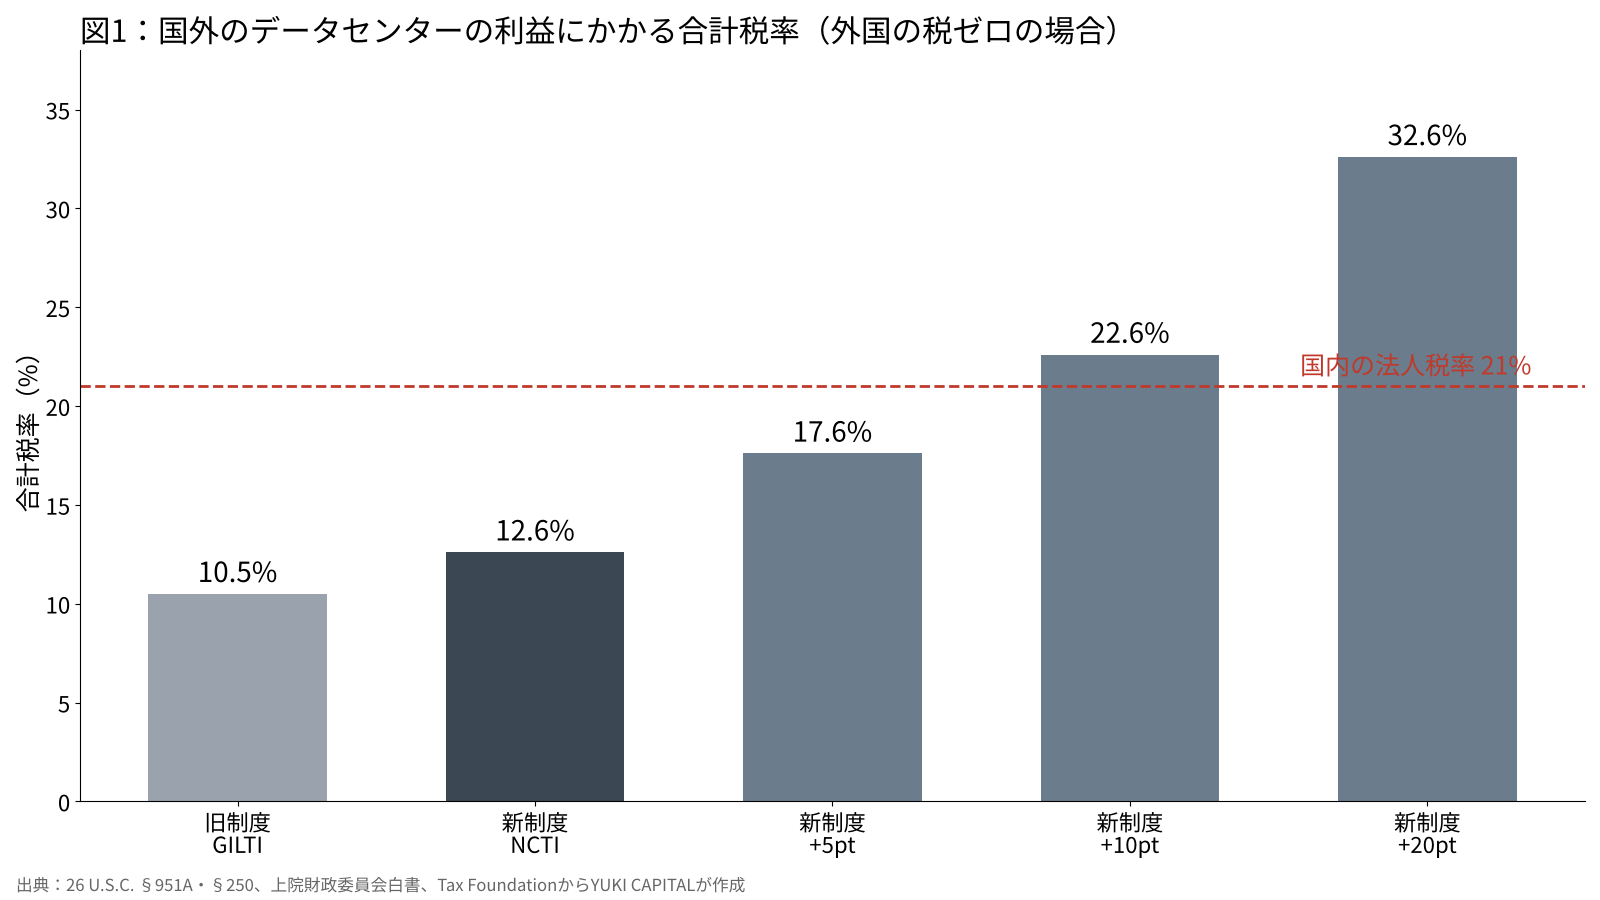 図1：国外のデータセンターの利益にかかる合計税率（外国の税ゼロの場合）
合計税率（%）
35
30
25
20
15
10
5
0
10.5%
12.6%
17.6%
22.6%
32.6%
国内の法人税率 21%
旧制度
GILTI
新制度
NCTI
新制度
+5pt
新制度
+10pt
新制度
+20pt
出典：26 U.S.C. §951A・§250、上院財政委員会白書、Tax FoundationからYUKI CAPITALが作成